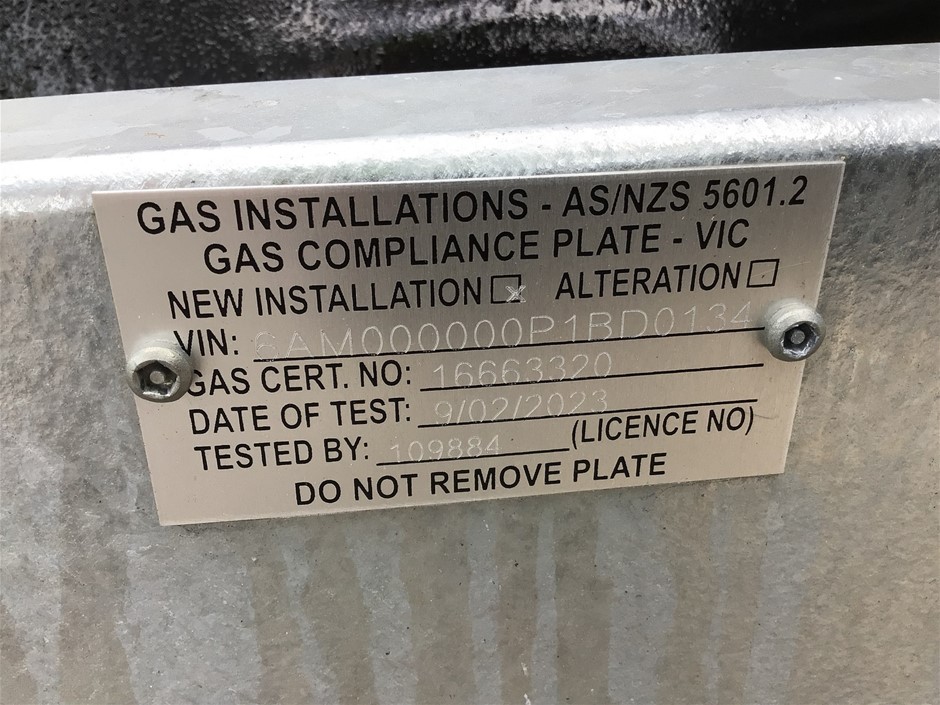 GAS INSTALLATIONS - AS/NZS 5601.2
GAS COMPLIANCE PLATE - VIC
NEW INSTALLATION ☒ ALTERATION ☐
VIN: 6AM000000P1BD0134
GAS CERT. NO: 16663320
DATE OF TEST: 9/02/2023
TESTED BY: 109884 (LICENCE NO)
DO NOT REMOVE PLATE